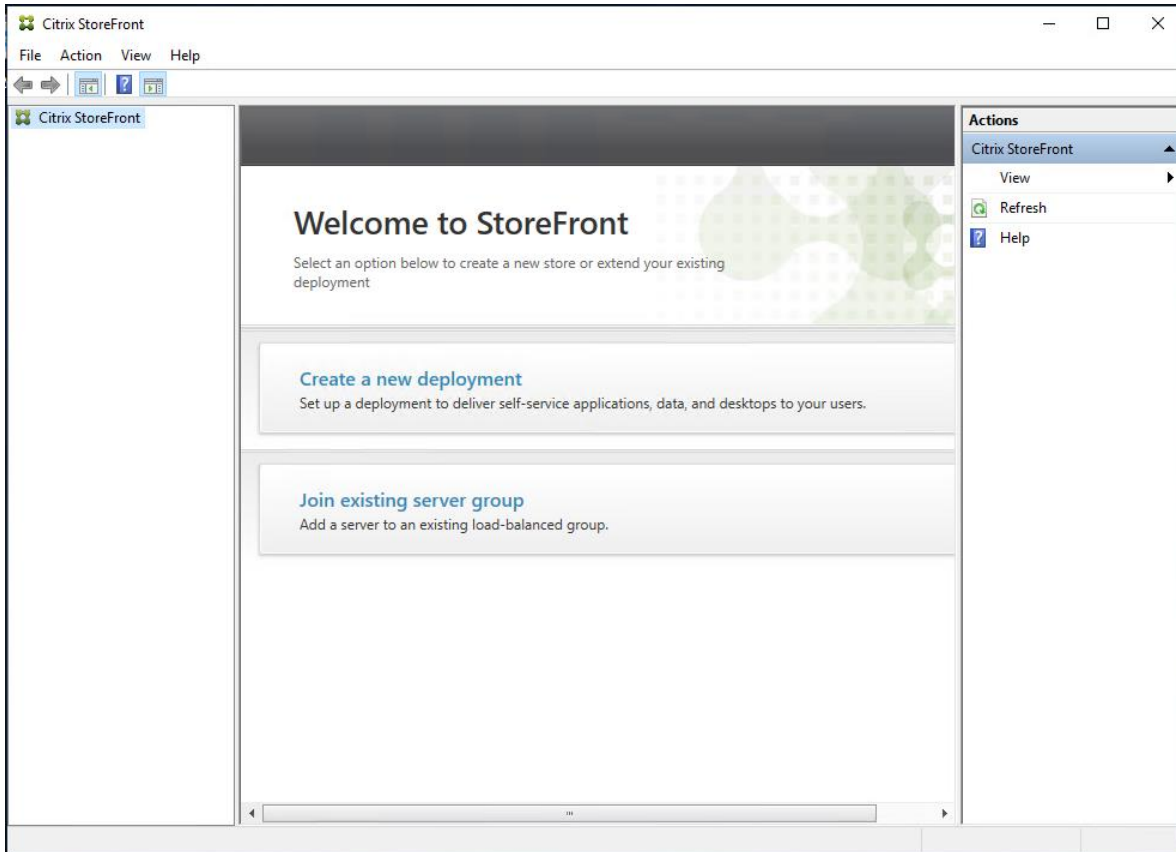 Citrix StoreFront
File Action View Help
Citrix StoreFront
Welcome to StoreFront
Select an option below to create a new store or extend your existing
deployment
Create a new deployment
Set up a deployment to deliver self-service applications, data, and desktops to your users.
Join existing server group
Add a server to an existing load-balanced group.
Actions
Citrix StoreFront
View
Refresh
Help